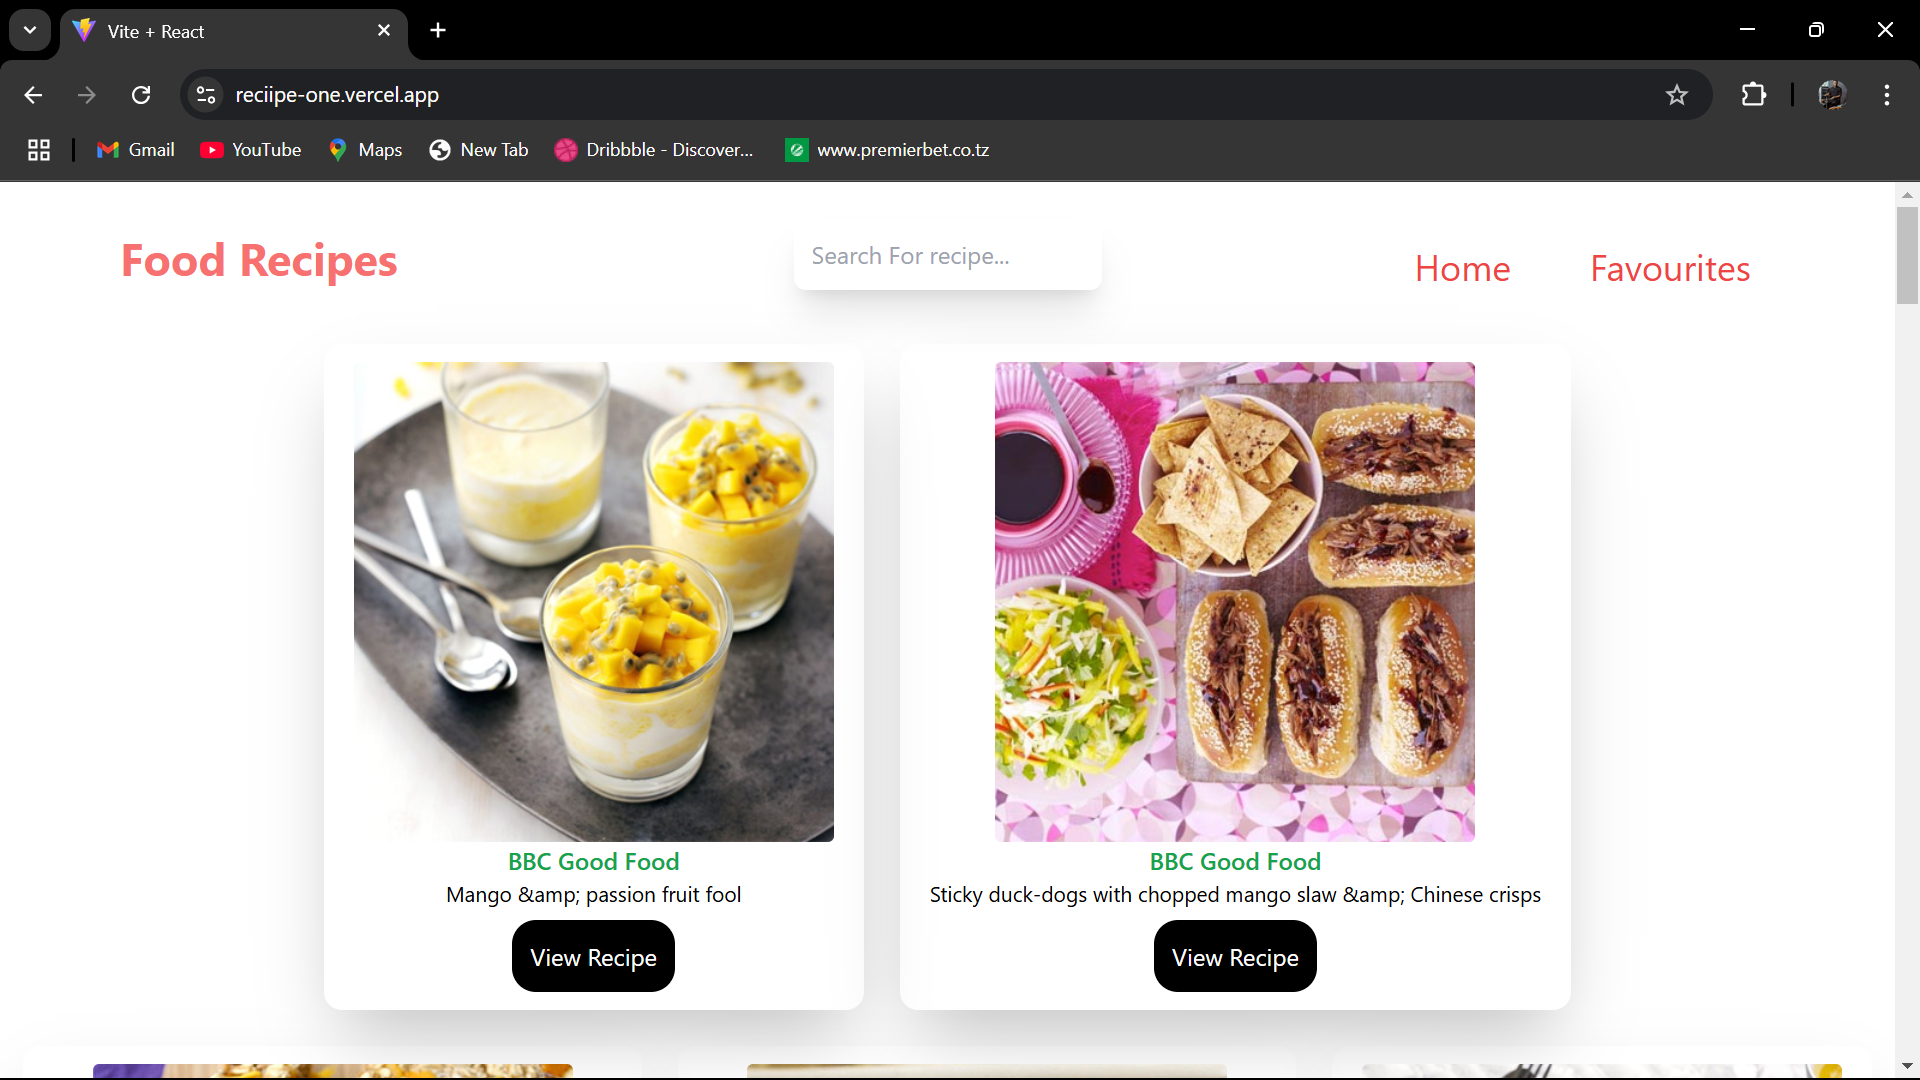 Vite + React
reciipe-one.vercel.app
Gmail YouTube Maps New Tab Dribbble - Discover... www.premierbet.co.tz
Food Recipes
Search For recipe...
Home Favourites
BBC Good Food
Mango &amp; passion fruit fool
View Recipe
BBC Good Food
Sticky duck-dogs with chopped mango slaw &amp; Chinese crisps
View Recipe